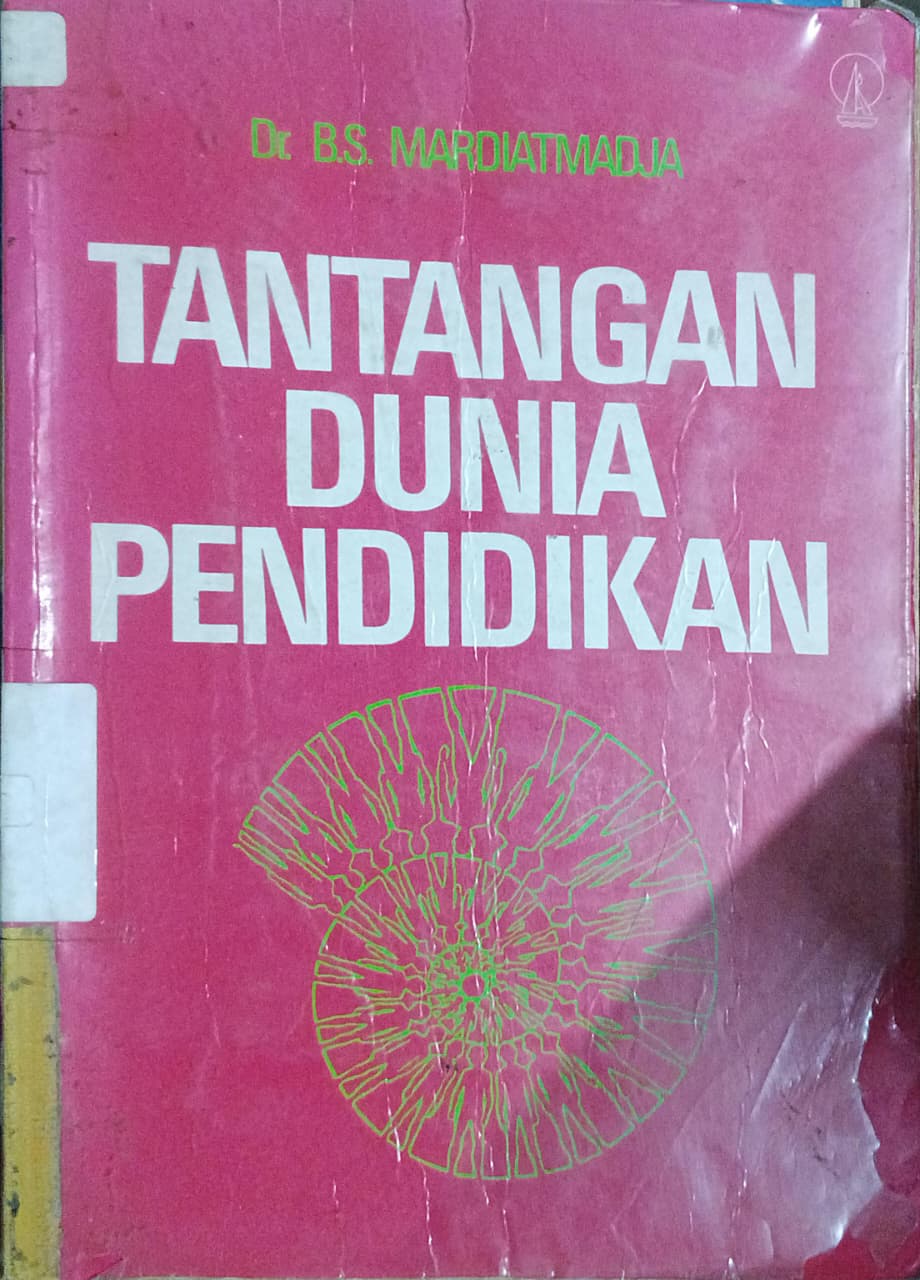 Dr. B.S. MARDIATMADJA
TANTANGAN
DUNIA
PENDIDIKAN